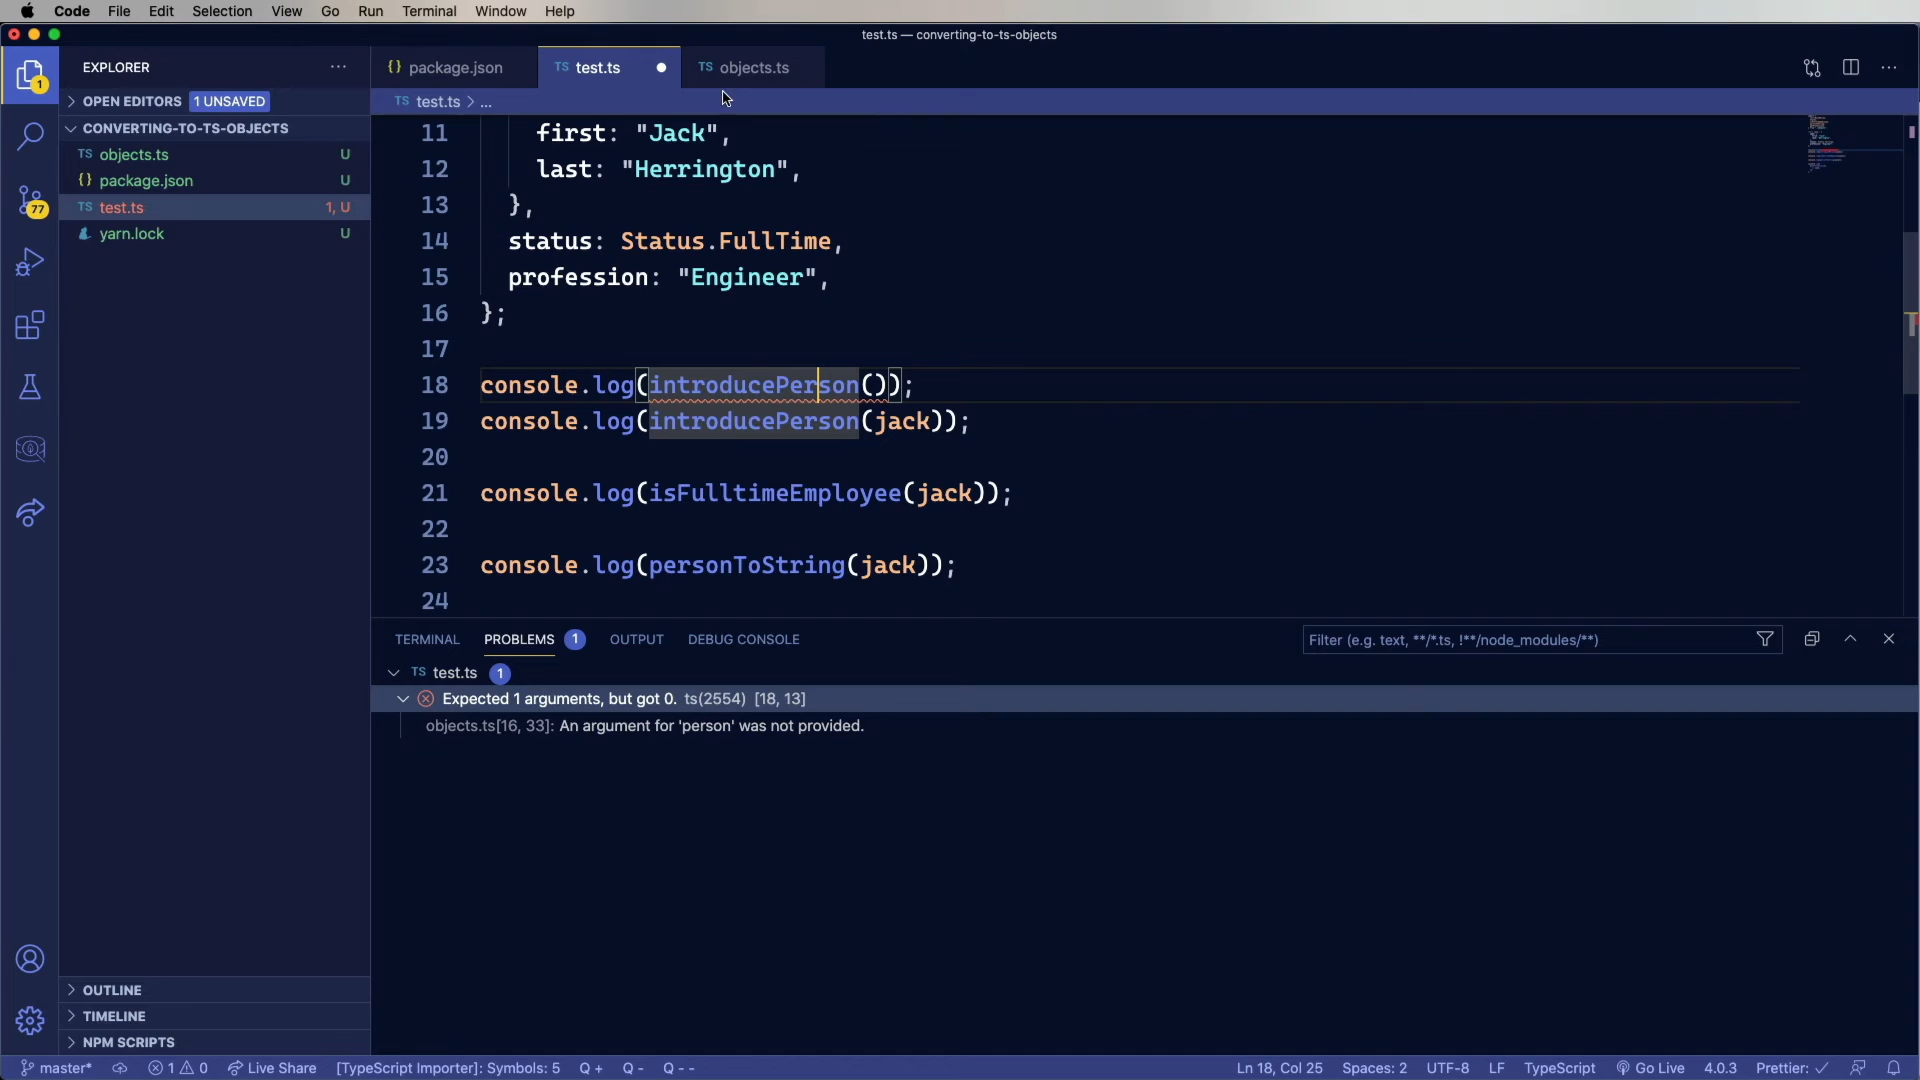 Code File Edit Selection View Go Run Terminal Window Help
test.ts — converting-to-ts-objects
EXPLORER
1
OPEN EDITORS 1 UNSAVED
CONVERTING-TO-TS-OBJECTS
TS objects.ts U
{} package.json U
TS test.ts 1, U
yarn.lock U
77
OUTLINE
TIMELINE
NPM SCRIPTS
{} package.json
TS test.ts
TS objects.ts
TS test.ts > ...
11 first: "Jack",
12 last: "Herrington",
13 },
14 status: Status.FullTime,
15 profession: "Engineer",
16 };
17
18 console.log(introducePerson());
19 console.log(introducePerson(jack));
20
21 console.log(isFulltimeEmployee(jack));
22
23 console.log(personToString(jack));
24
TERMINAL PROBLEMS 1 OUTPUT DEBUG CONSOLE
Filter (e.g. text, **/*.ts, !**/node_modules/**)
TS test.ts 1
Expected 1 arguments, but got 0. ts(2554) [18, 13]
objects.ts[16, 33]: An argument for 'person' was not provided.
master* 1 0 Live Share [TypeScript Importer]: Symbols: 5 Q + Q - Q - - Ln 18, Col 25 Spaces: 2 UTF-8 LF TypeScript Go Live 4.0.3 Prettier: ✓